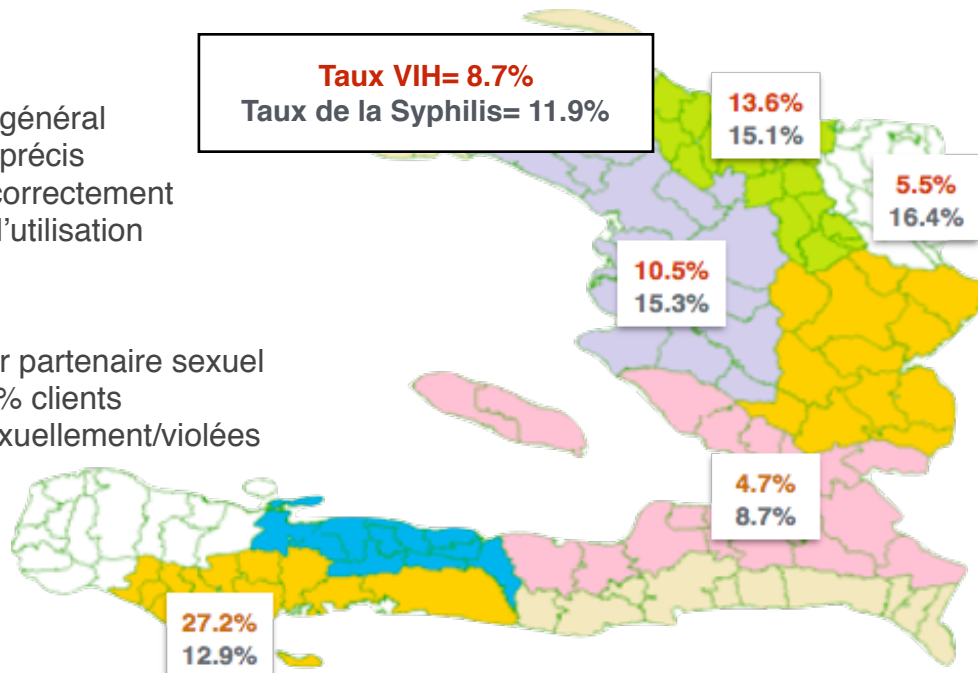 général
précis
correctement
l'utilisation
r partenaire sexuel
% clients
xuellement/violées
Taux VIH= 8.7%
Taux de la Syphilis= 11.9%
13.6%
15.1%
5.5%
16.4%
10.5%
15.3%
4.7%
8.7%
27.2%
12.9%